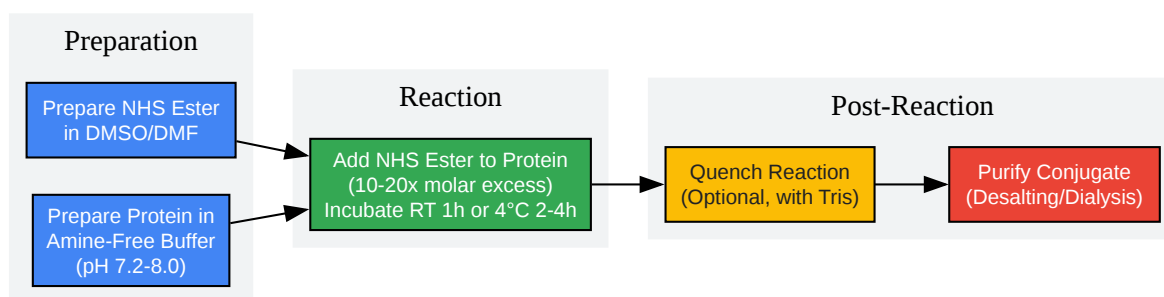 Preparation
Prepare NHS Ester
in DMSO/DMF
Prepare Protein in
Amine-Free Buffer
(pH 7.2-8.0)
Reaction
Add NHS Ester to Protein
(10-20x molar excess)
Incubate RT 1h or 4°C 2-4h
Post-Reaction
Quench Reaction
(Optional, with Tris)
Purify Conjugate
(Desalting/Dialysis)